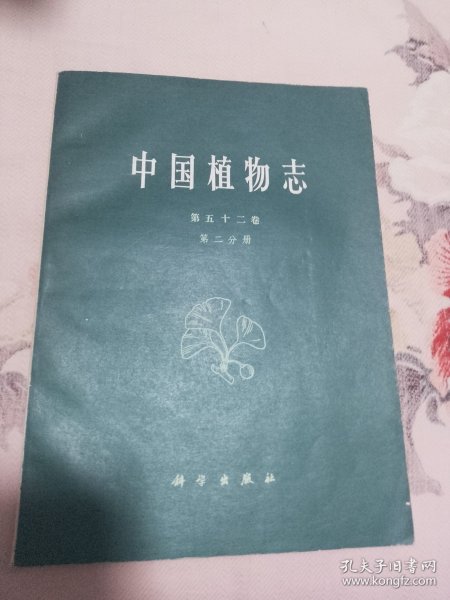 中国植物志
第五十二卷
第二分册
科学出版社
孔夫子旧书网
www.kongfz.com